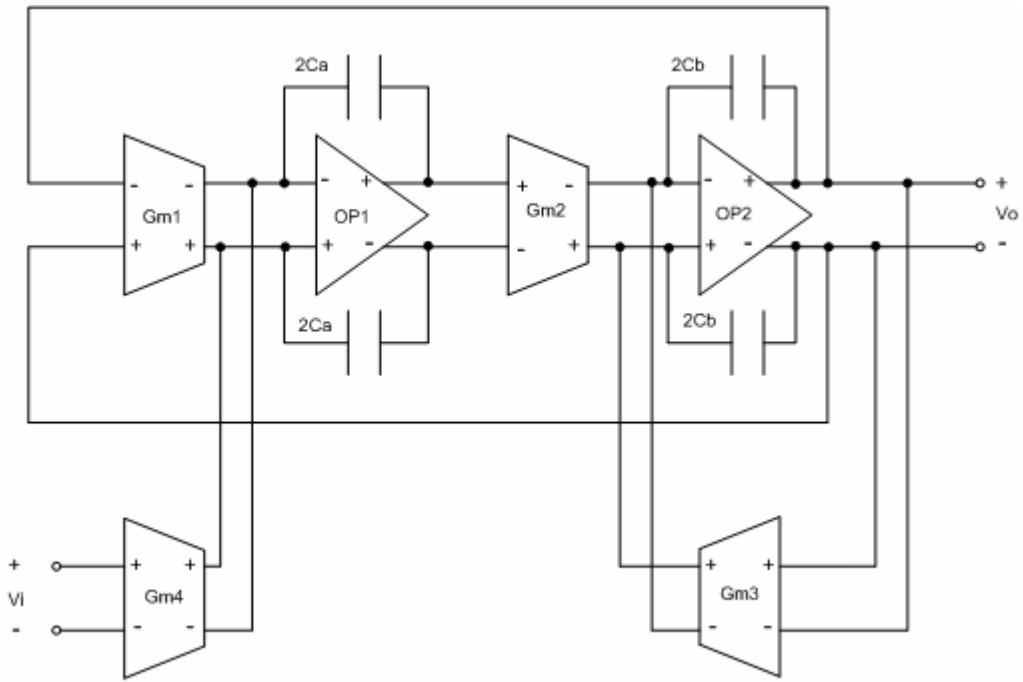 2Ca
2Cb
- - - + + - - +
Gm1 OP1 Gm2 OP2
+ + + - - + + -
2Ca
2Cb
+
Vo
-
+ + + + +
Vi Gm4 Gm3
- - - - -